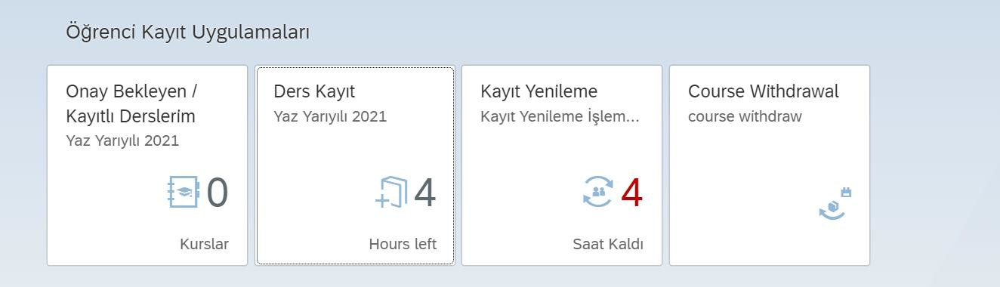 Öğrenci Kayıt Uygulamaları
Onay Bekleyen /
Kayıtlı Derslerim
Yaz Yarıyılı 2021
0
Kurslar
Ders Kayıt
Yaz Yarıyılı 2021
4
Hours left
Kayıt Yenileme
Kayıt Yenileme İşlem...
4
Saat Kaldı
Course Withdrawal
course withdraw